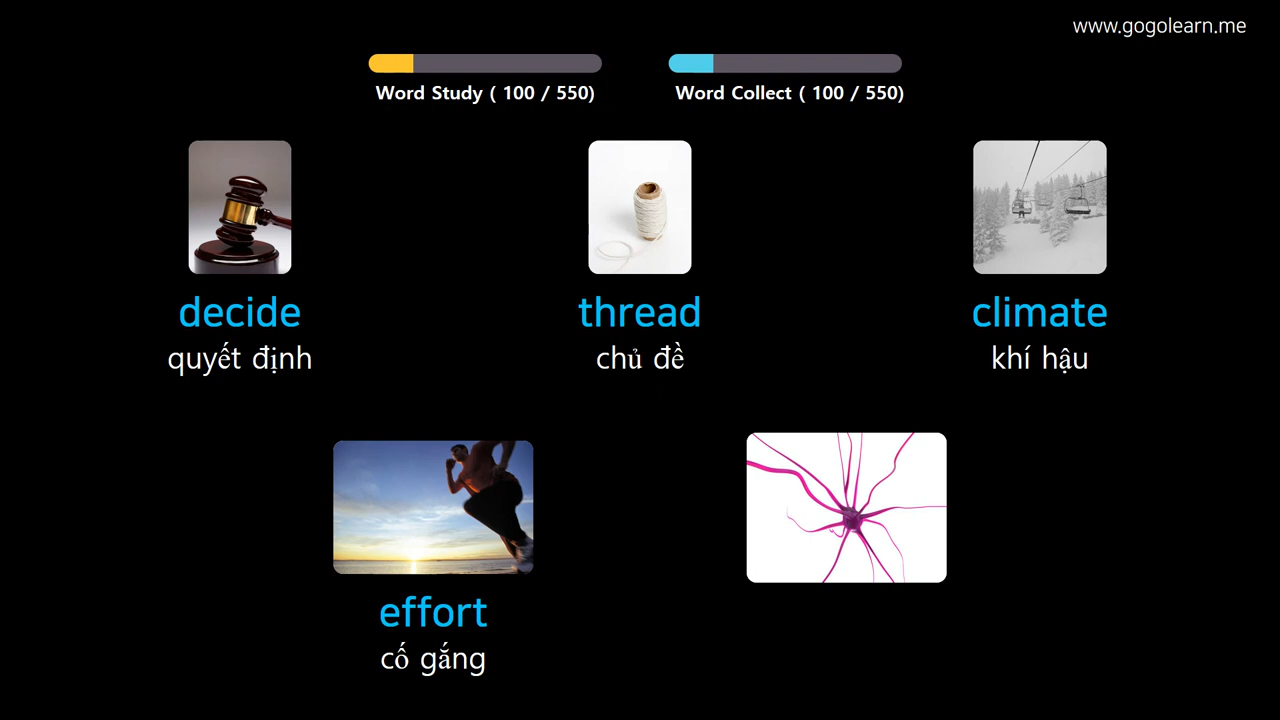 www.gogolearn.me
Word Study ( 100 / 550)
Word Collect ( 100 / 550)
decide
quyết định
thread
chủ đề
climate
khí hậu
effort
cố gắng